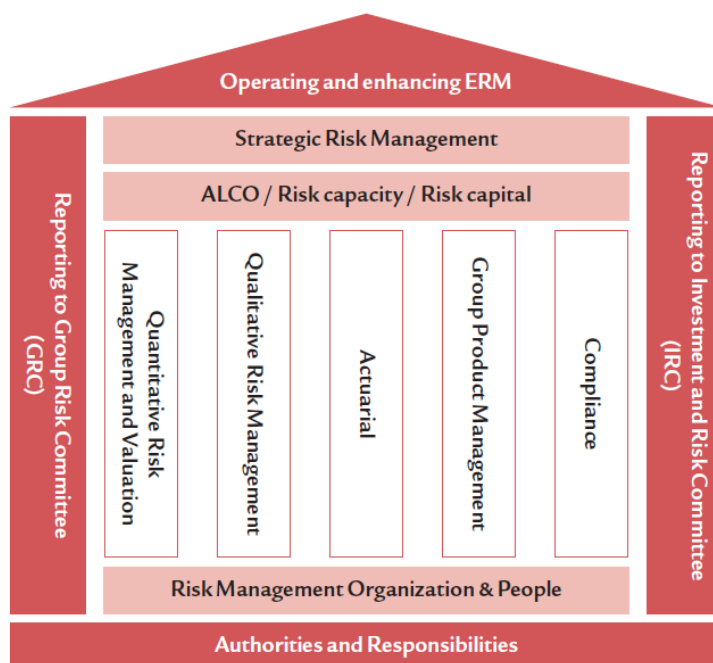 Operating and enhancing ERM
Strategic Risk Management
ALCO / Risk capacity / Risk capital
Reporting to Group Risk Committee
(GRC)
Quantitative Risk
Management and Valuation
Qualitative Risk Management
Actuarial
Group Product Management
Compliance
Reporting to Investment and Risk Committee
(IRC)
Risk Management Organization & People
Authorities and Responsibilities